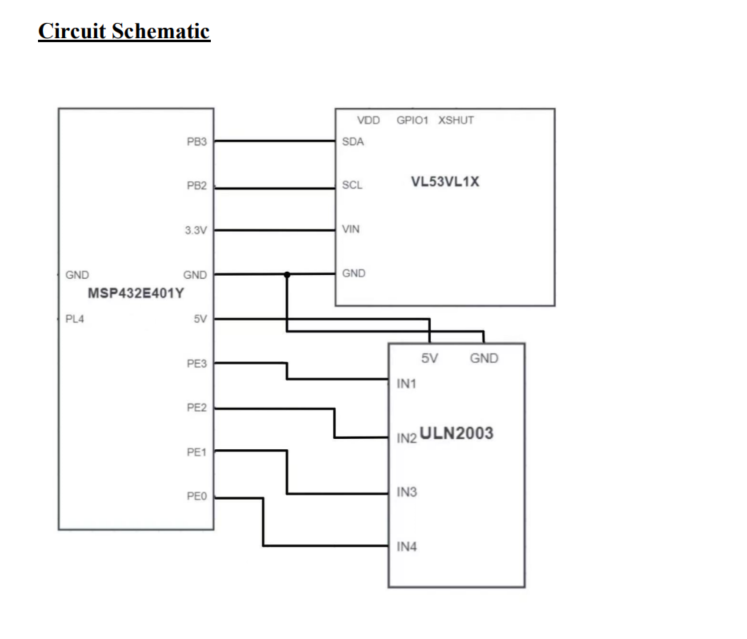 Circuit Schematic
VDD GPIO1 XSHUT
PB3 SDA
PB2 SCL VL53VL1X
3.3V VIN
GND GND GND
MSP432E401Y
PL4 5V
5V GND
PE3
IN1
PE2
IN2 ULN2003
PE1
IN3
PE0
IN4